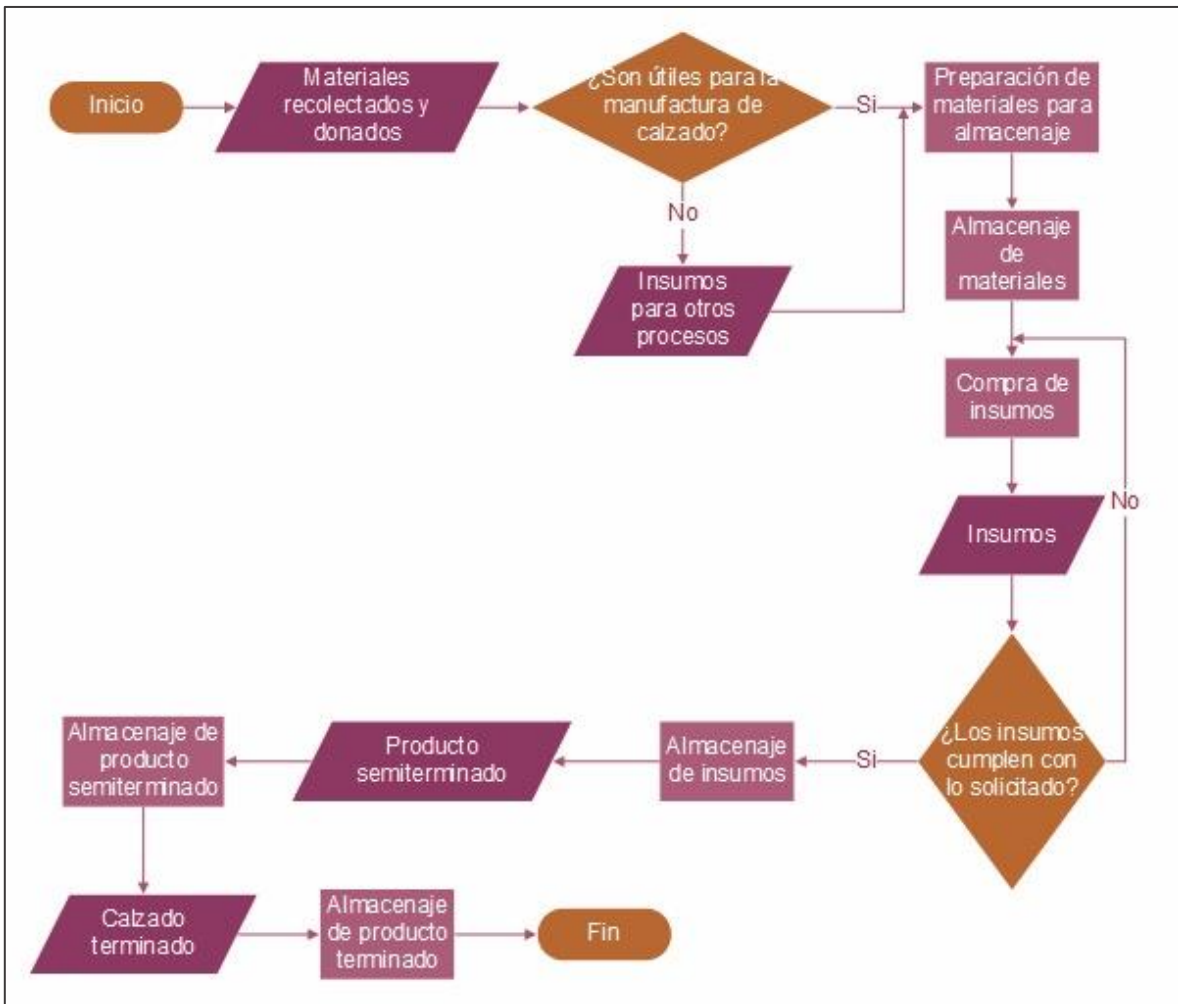 Inicio
Materiales
recolectados y
donados
¿Son útiles para la
manufactura de
calzado?
Si
Preparación de
materiales para
almacenaje
No
Insumos
para otros
procesos
Almacenaje
de
materiales
Compra de
insumos
Insumos
No
¿Los insumos
cumplen con
lo solicitado?
Si
Almacenaje
de insumos
Producto
semiterminado
Almacenaje de
producto
semiterminado
Calzado
terminado
Almacenaje
de producto
terminado
Fin